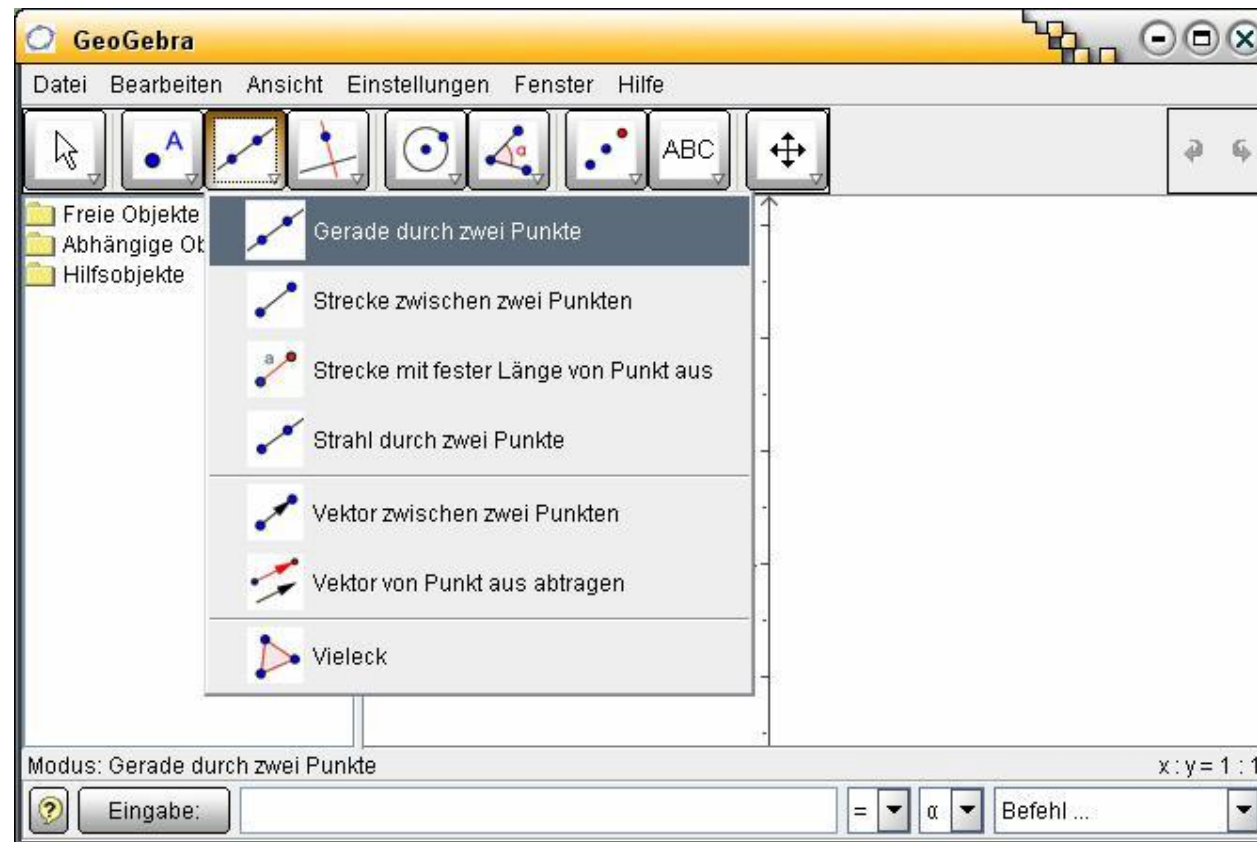 GeoGebra
Datei Bearbeiten Ansicht Einstellungen Fenster Hilfe
A α ABC
Freie Objekte
Abhängige Ob
Hilfsobjekte
Gerade durch zwei Punkte
Strecke zwischen zwei Punkten
a
Strecke mit fester Länge von Punkt aus
Strahl durch zwei Punkte
Vektor zwischen zwei Punkten
Vektor von Punkt aus abtragen
Vieleck
Modus: Gerade durch zwei Punkte x : y = 1 : 1
? Eingabe: = α Befehl ...